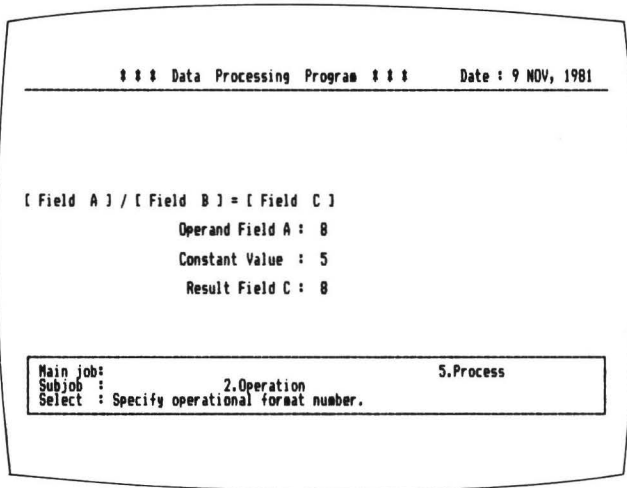 * * * Data Processing Program * * * Date : 9 NOV, 1981
[ Field A ] / [ Field B ] = [ Field C ]
Operand Field A : 8
Constant Value : 5
Result Field C : 8
Main job: 5.Process
Subjob : 2.Operation
Select : Specify operational format number.